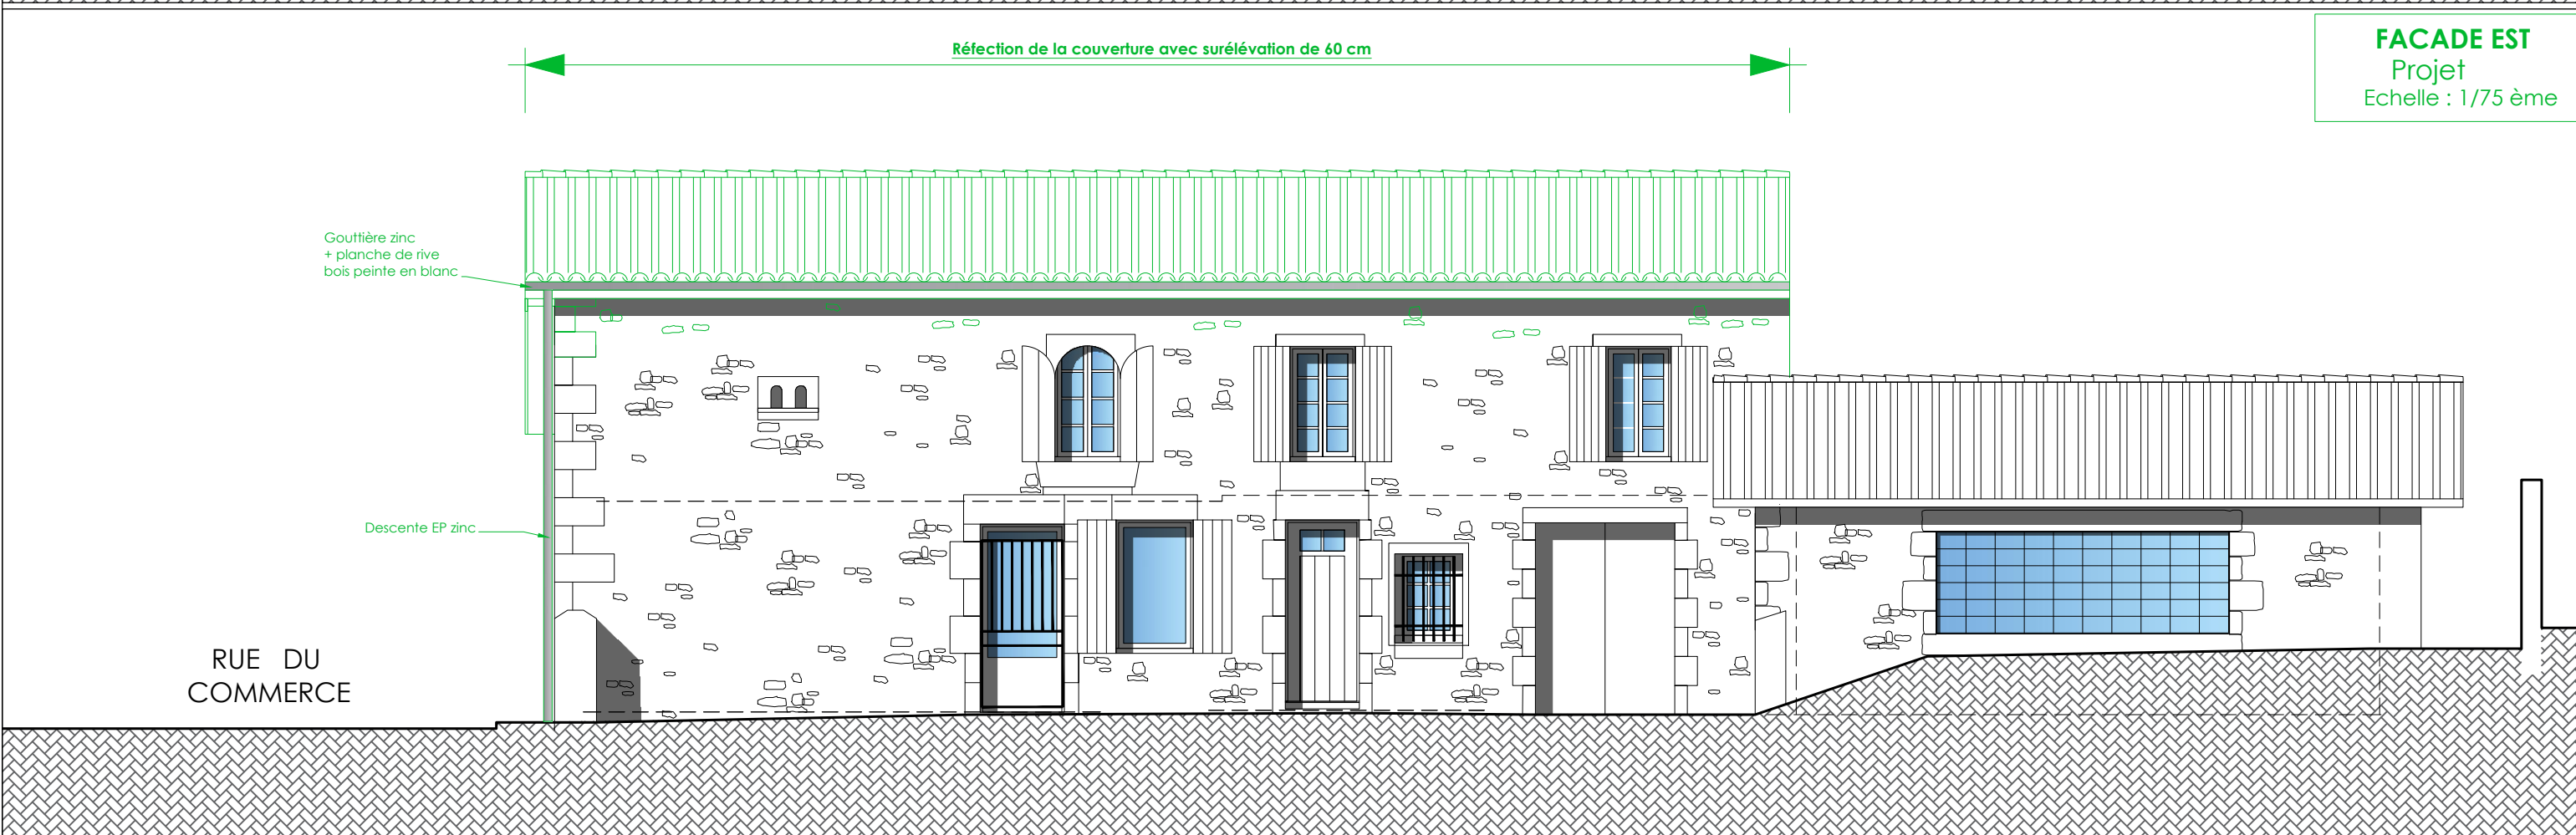 Réfection de la couverture avec surélévation de 60 cm
FACADE EST
Projet
Echelle : 1/75 ème
Gouttière zinc
+ planche de rive
bois peinte en blanc
Descente EP zinc
RUE DU
COMMERCE